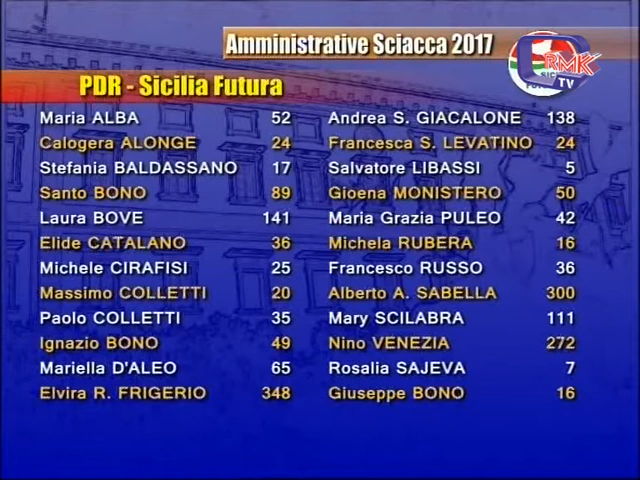 Amministrative Sciacca 2017
RMK
TV
PDR - Sicilia Futura
Maria ALBA 52
Calogera ALONGE 24
Stefania BALDASSANO 17
Santo BONO 89
Laura BOVE 141
Elide CATALANO 36
Michele CIRAFISI 25
Massimo COLLETTI 20
Paolo COLLETTI 35
Ignazio BONO 49
Mariella D'ALEO 65
Elvira R. FRIGERIO 348
Andrea S. GIACALONE 138
Francesca S. LEVATINO 24
Salvatore LIBASSI 5
Gioena MONISTERO 50
Maria Grazia PULEO 42
Michela RUBERA 16
Francesco RUSSO 36
Alberto A. SABELLA 300
Mary SCILABRA 111
Nino VENEZIA 272
Rosalia SAJEVA 7
Giuseppe BONO 16